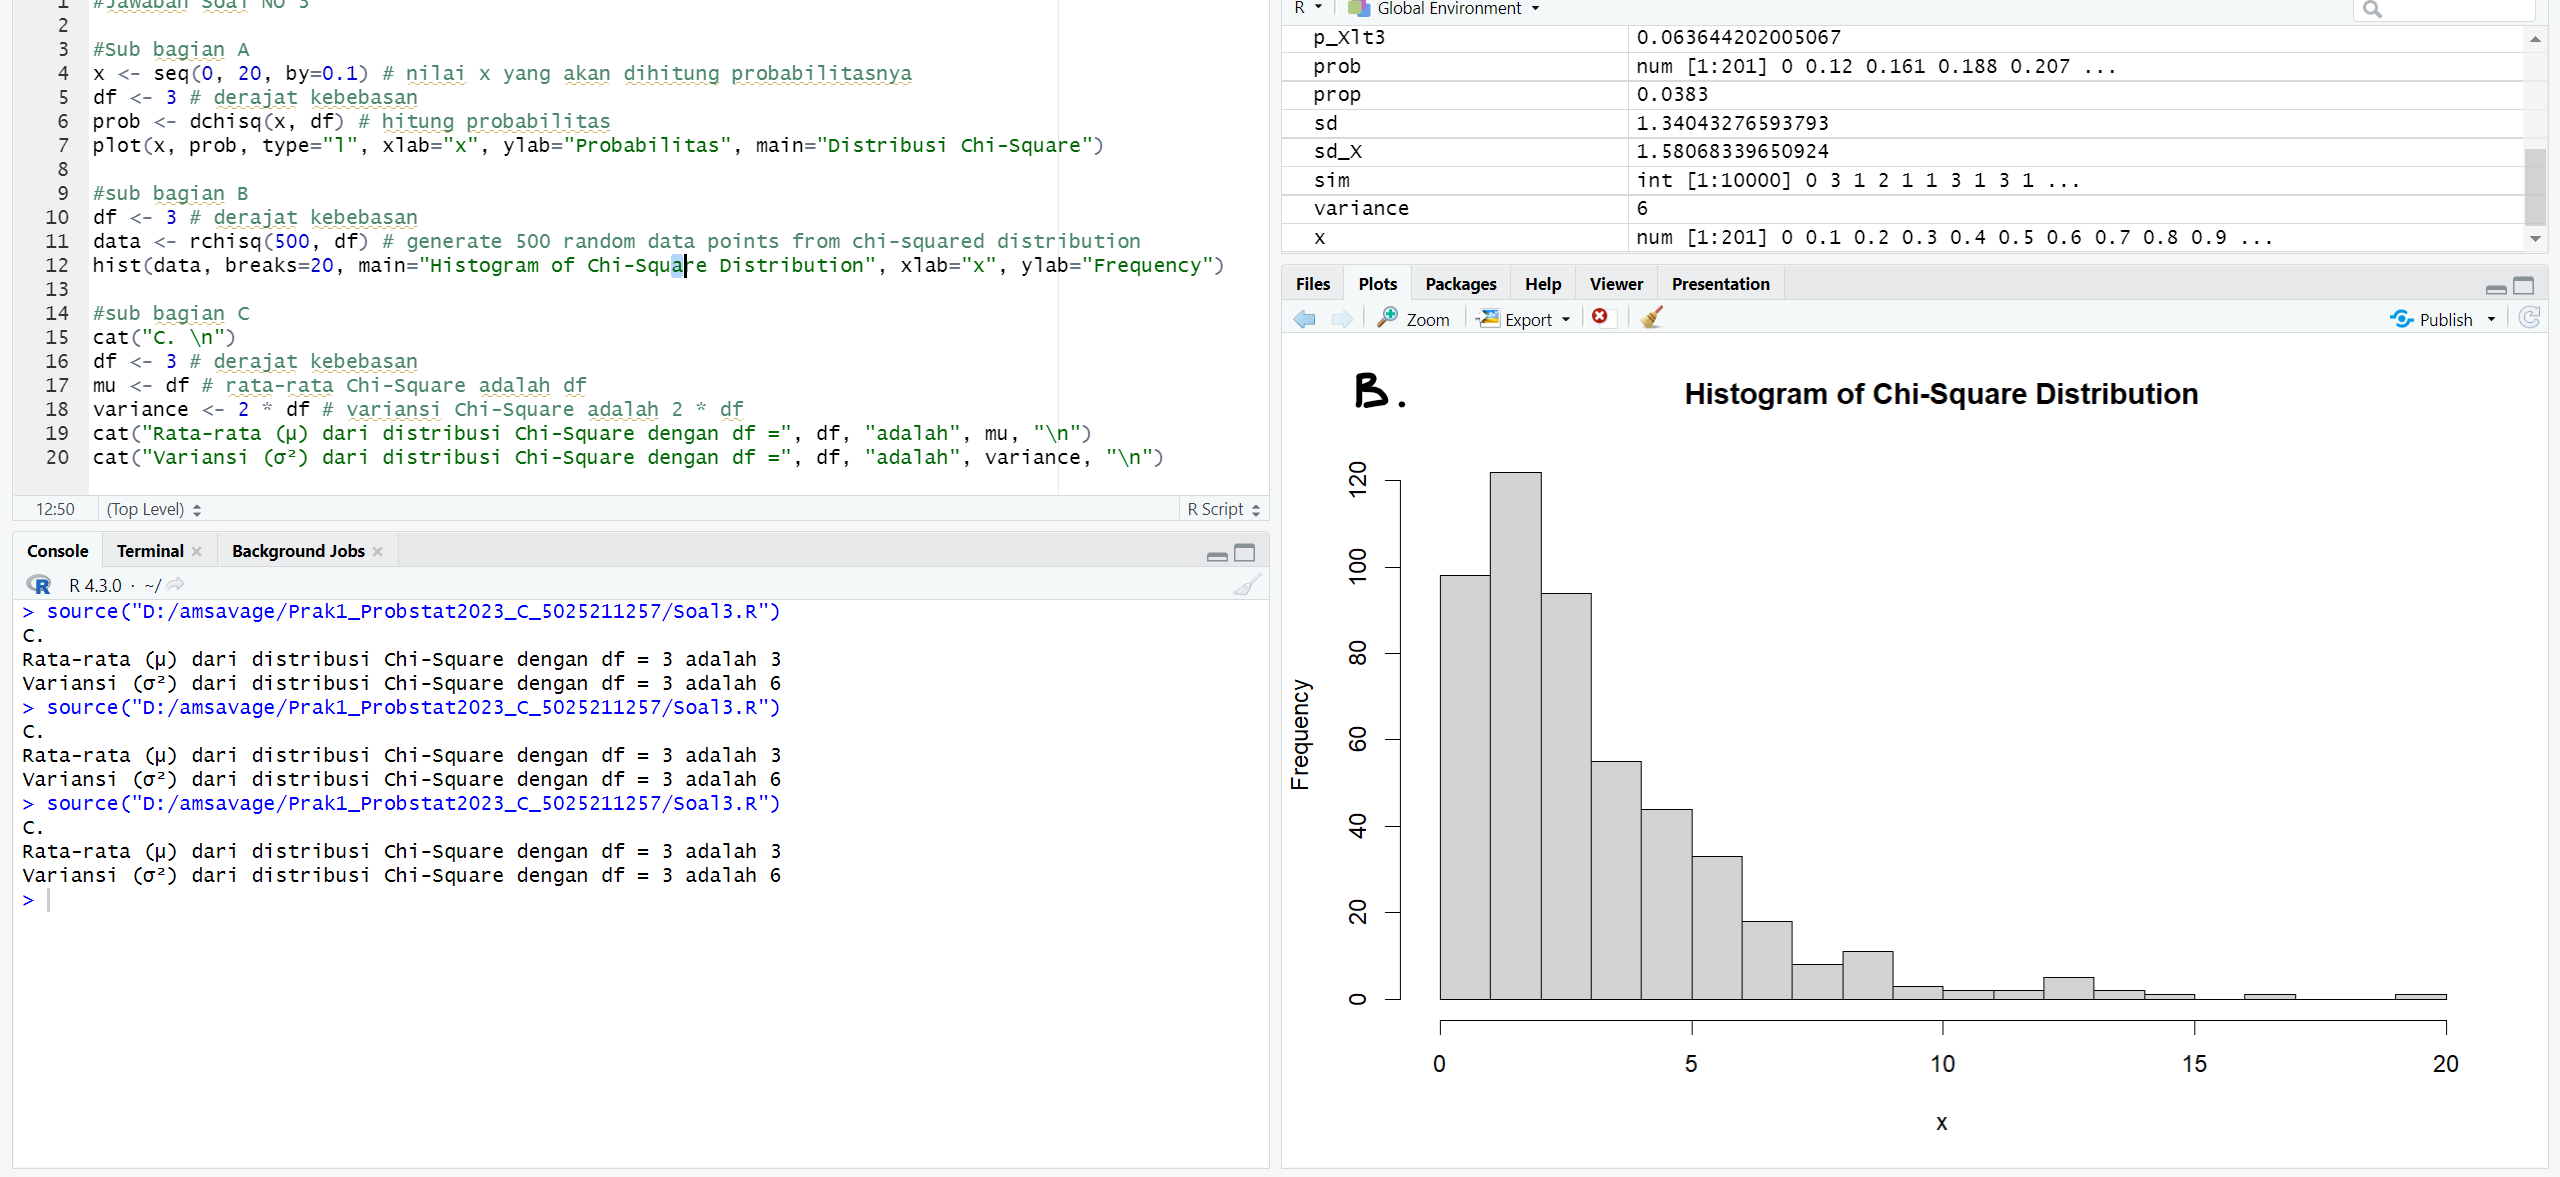 1 #Jawaban Soal NO 3
2
3 #Sub bagian A
4 x <- seq(0, 20, by=0.1) # nilai x yang akan dihitung probabilitasnya
5 df <- 3 # derajat kebebasan
6 prob <- dchisq(x, df) # hitung probabilitas
7 plot(x, prob, type="l", xlab="x", ylab="Probabilitas", main="Distribusi Chi-Square")
8
9 #sub bagian B
10 df <- 3 # derajat kebebasan
11 data <- rchisq(500, df) # generate 500 random data points from chi-squared distribution
12 hist(data, breaks=20, main="Histogram of Chi-Square Distribution", xlab="x", ylab="Frequency")
13
14 #sub bagian C
15 cat("C. \n")
16 df <- 3 # derajat kebebasan
17 mu <- df # rata-rata Chi-Square adalah df
18 variance <- 2 * df # variansi Chi-Square adalah 2 * df
19 cat("Rata-rata (μ) dari distribusi Chi-Square dengan df =", df, "adalah", mu, "\n")
20 cat("Variansi (σ²) dari distribusi Chi-Square dengan df =", df, "adalah", variance, "\n")
12:50 (Top Level) R Script
Console Terminal Background Jobs
R R 4.3.0 · ~/
> source("D:/amsavage/Prak1_Probstat2023_C_5025211257/Soal3.R")
C.
Rata-rata (μ) dari distribusi Chi-Square dengan df = 3 adalah 3
Variansi (σ²) dari distribusi Chi-Square dengan df = 3 adalah 6
> source("D:/amsavage/Prak1_Probstat2023_C_5025211257/Soal3.R")
C.
Rata-rata (μ) dari distribusi Chi-Square dengan df = 3 adalah 3
Variansi (σ²) dari distribusi Chi-Square dengan df = 3 adalah 6
> source("D:/amsavage/Prak1_Probstat2023_C_5025211257/Soal3.R")
C.
Rata-rata (μ) dari distribusi Chi-Square dengan df = 3 adalah 3
Variansi (σ²) dari distribusi Chi-Square dengan df = 3 adalah 6
>
R Global Environment
p_Xlt3 0.063644202005067
prob num [1:201] 0 0.12 0.161 0.188 0.207 ...
prop 0.0383
sd 1.34043276593793
sd_X 1.58068339650924
sim int [1:10000] 0 3 1 2 1 1 3 1 3 1 ...
variance 6
x num [1:201] 0 0.1 0.2 0.3 0.4 0.5 0.6 0.7 0.8 0.9 ...
Files Plots Packages Help Viewer Presentation
Zoom Export Publish
B.
Histogram of Chi-Square Distribution
Frequency
120
100
80
60
40
20
0
0 5 10 15 20
x